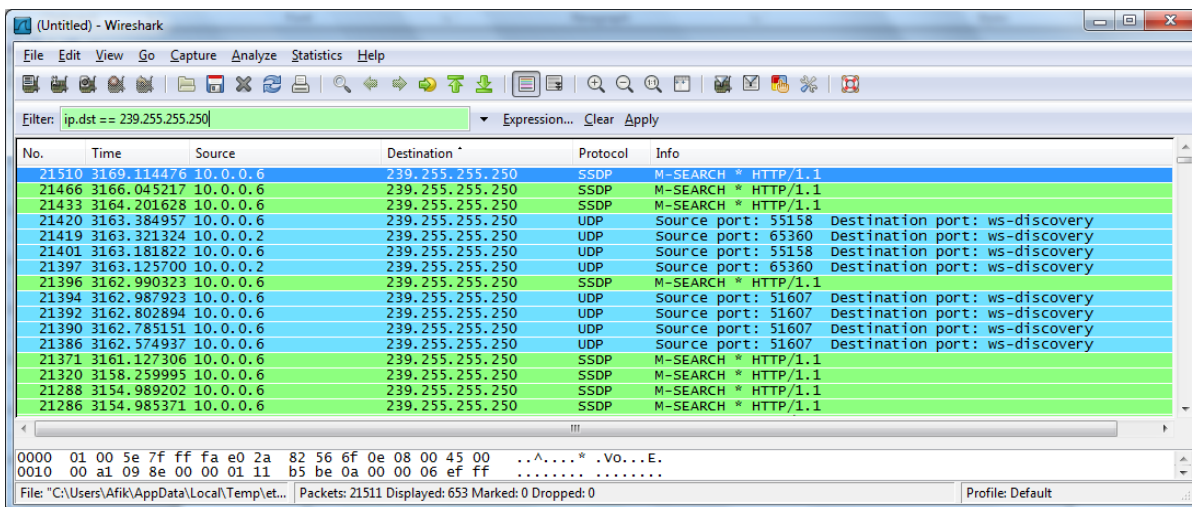 (Untitled) - Wireshark
File Edit View Go Capture Analyze Statistics Help
Filter: ip.dst == 239.255.255.250 Expression... Clear Apply
No. Time Source Destination Protocol Info
21510 3169.114476 10.0.0.6 239.255.255.250 SSDP M-SEARCH * HTTP/1.1
21466 3166.045217 10.0.0.6 239.255.255.250 SSDP M-SEARCH * HTTP/1.1
21433 3164.201628 10.0.0.6 239.255.255.250 SSDP M-SEARCH * HTTP/1.1
21420 3163.384957 10.0.0.6 239.255.255.250 UDP Source port: 55158 Destination port: ws-discovery
21419 3163.321324 10.0.0.2 239.255.255.250 UDP Source port: 65360 Destination port: ws-discovery
21401 3163.181822 10.0.0.6 239.255.255.250 UDP Source port: 55158 Destination port: ws-discovery
21397 3163.125700 10.0.0.2 239.255.255.250 UDP Source port: 65360 Destination port: ws-discovery
21396 3162.990323 10.0.0.6 239.255.255.250 SSDP M-SEARCH * HTTP/1.1
21394 3162.987923 10.0.0.6 239.255.255.250 UDP Source port: 51607 Destination port: ws-discovery
21392 3162.802894 10.0.0.6 239.255.255.250 UDP Source port: 51607 Destination port: ws-discovery
21390 3162.785151 10.0.0.6 239.255.255.250 UDP Source port: 51607 Destination port: ws-discovery
21386 3162.574937 10.0.0.6 239.255.255.250 UDP Source port: 51607 Destination port: ws-discovery
21371 3161.127306 10.0.0.6 239.255.255.250 SSDP M-SEARCH * HTTP/1.1
21320 3158.259995 10.0.0.6 239.255.255.250 SSDP M-SEARCH * HTTP/1.1
21288 3154.989202 10.0.0.6 239.255.255.250 SSDP M-SEARCH * HTTP/1.1
21286 3154.985371 10.0.0.6 239.255.255.250 SSDP M-SEARCH * HTTP/1.1
0000 01 00 5e 7f ff fa e0 2a 82 56 6f 0e 08 00 45 00 ..^....* .Vo...E.
0010 00 a1 09 8e 00 00 01 11 b5 be 0a 00 00 06 ef ff ........ ........
File: "C:\Users\Afik\AppData\Local\Temp\et... Packets: 21511 Displayed: 653 Marked: 0 Dropped: 0 Profile: Default